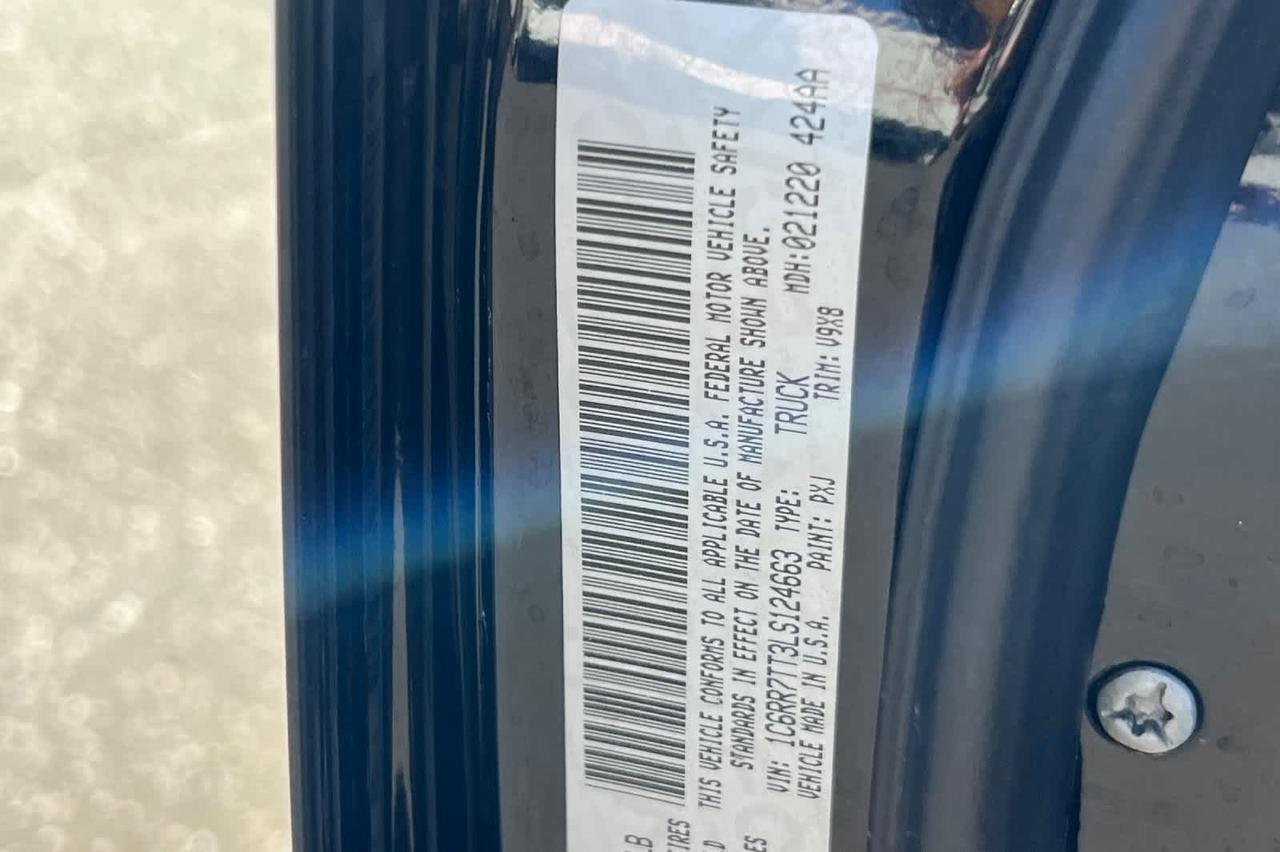 THIS VEHICLE CONFORMS TO ALL APPLICABLE U.S.A. FEDERAL MOTOR VEHICLE SAFETY
STANDARDS IN EFFECT ON THE DATE OF MANUFACTURE SHOWN ABOVE.
VIN: 1C6RR7TT3LS124663 TYPE: TRUCK MDH:021220 424AA
VEHICLE MADE IN U.S.A. PAINT: PXJ TRIM: V9X8
LB